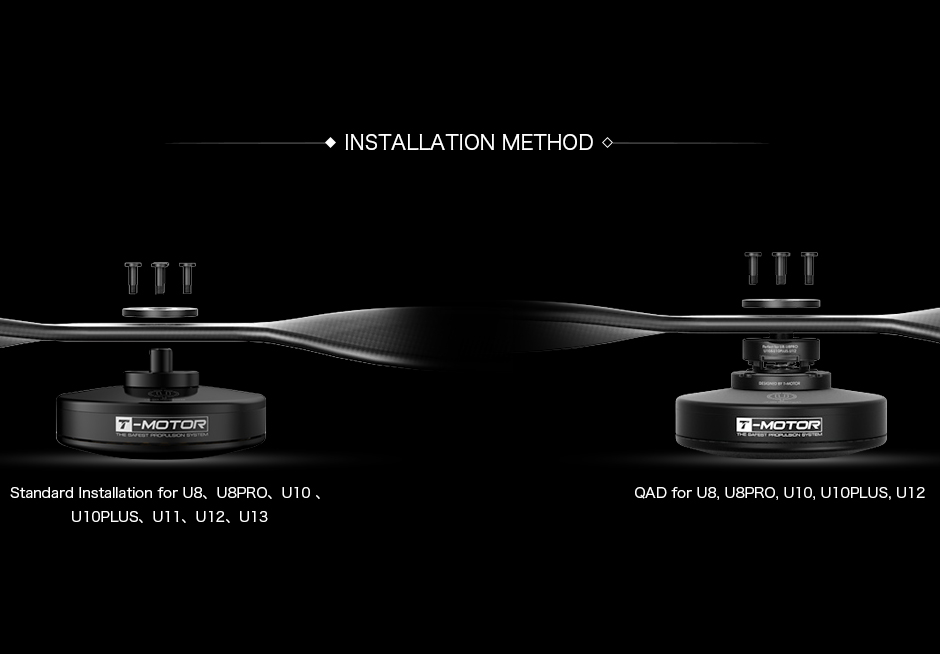 INSTALLATION METHOD
T-MOTOR
THE SAFEST PROPULSION SYSTEM
DESIGNED BY T-MOTOR
T-MOTOR
THE SAFEST PROPULSION SYSTEM
Standard Installation for U8、U8PRO、U10 、
U10PLUS、U11、U12、U13
QAD for U8, U8PRO, U10, U10PLUS, U12